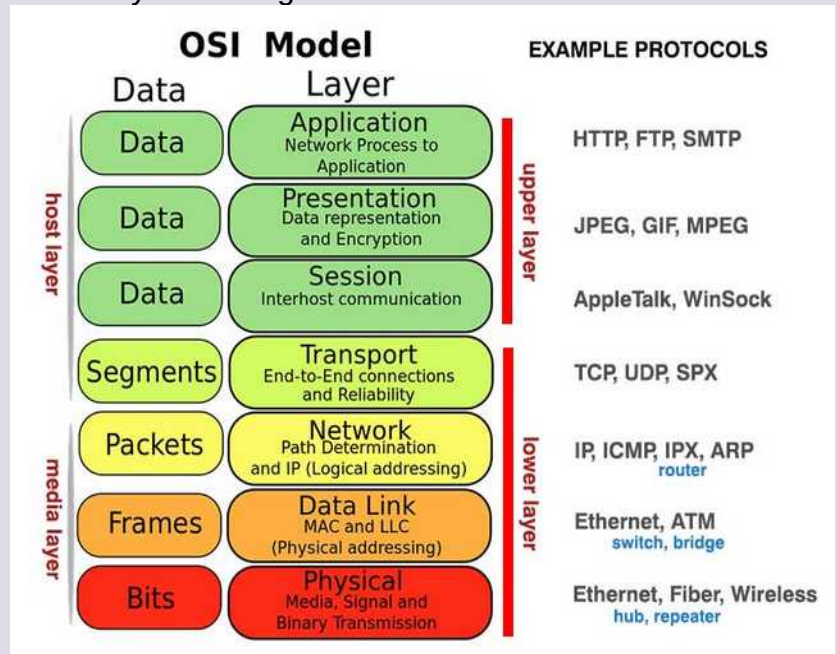 OSI Model
EXAMPLE PROTOCOLS
Data
Layer
host layer
upper layer
Data
Application
Network Process to
Application
HTTP, FTP, SMTP
Data
Presentation
Data representation
and Encryption
JPEG, GIF, MPEG
Data
Session
Interhost communication
AppleTalk, WinSock
media layer
lower layer
Segments
Transport
End-to-End connections
and Reliability
TCP, UDP, SPX
Packets
Network
Path Determination
and IP (Logical addressing)
IP, ICMP, IPX, ARP
router
Frames
Data Link
MAC and LLC
(Physical addressing)
Ethernet, ATM
switch, bridge
Bits
Physical
Media, Signal and
Binary Transmission
Ethernet, Fiber, Wireless
hub, repeater